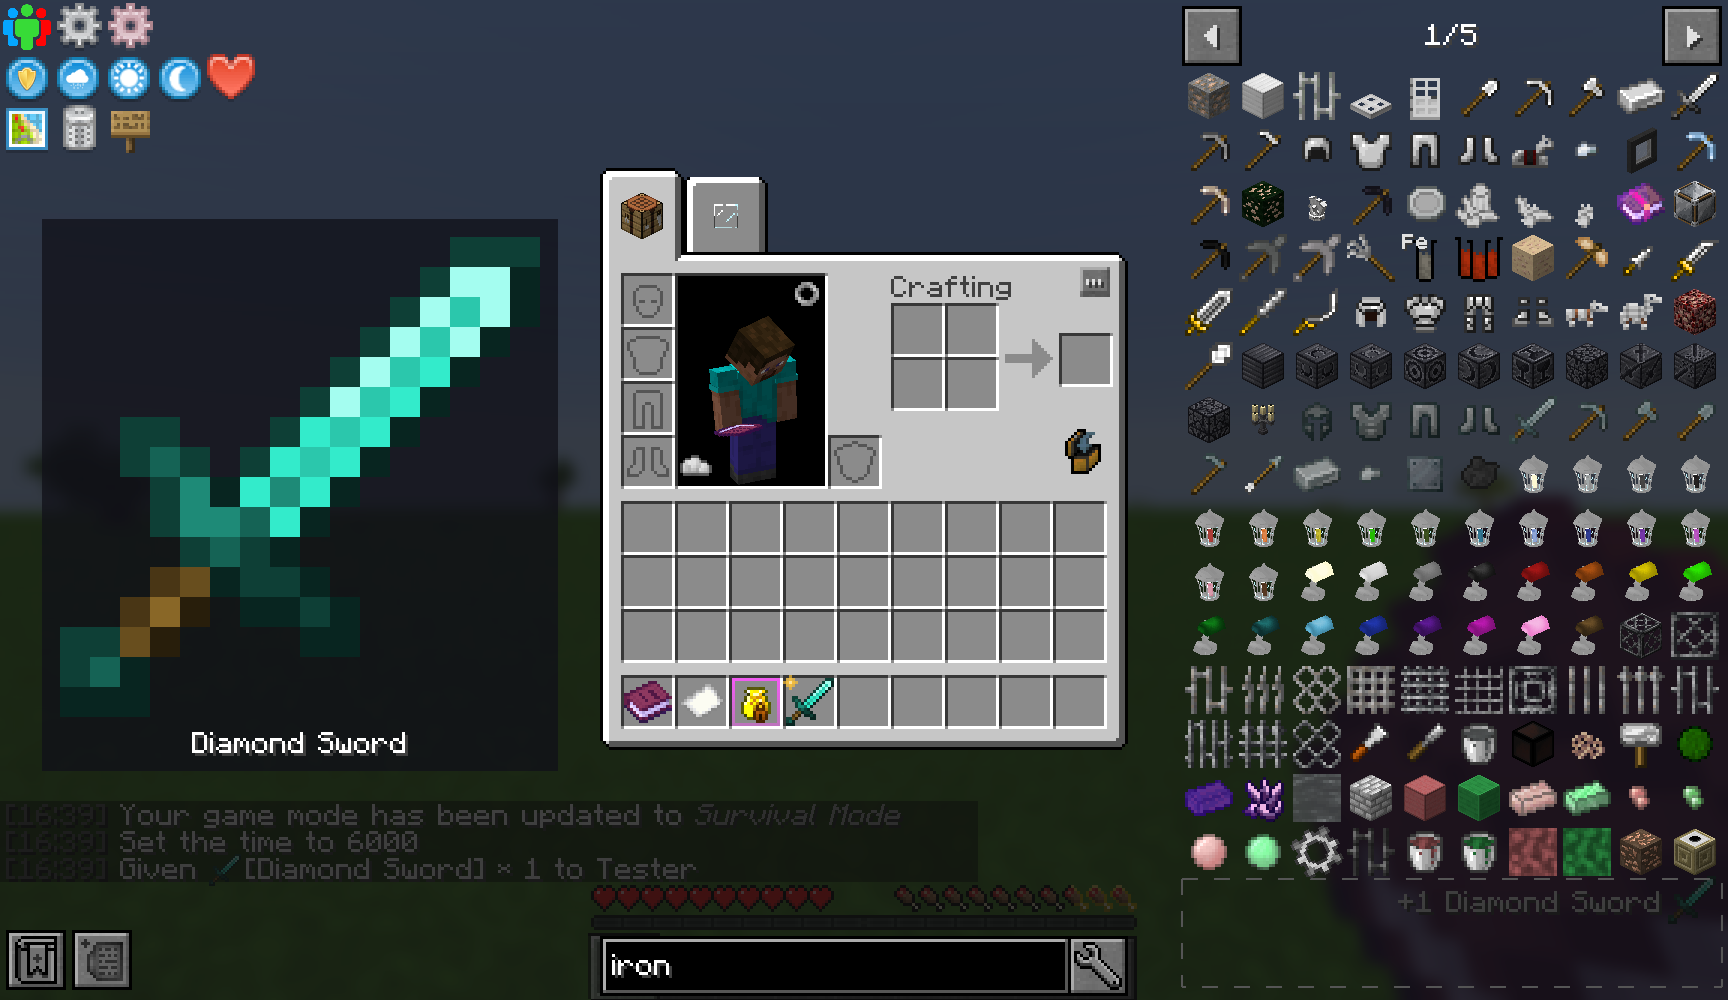 1/5
Fe
Crafting
Diamond Sword
[16:39] Your game mode has been updated to Survival Mode
[16:39] Set the time to 6000
[16:39] Given [Diamond Sword] × 1 to Tester
+1 Diamond Sword
iron